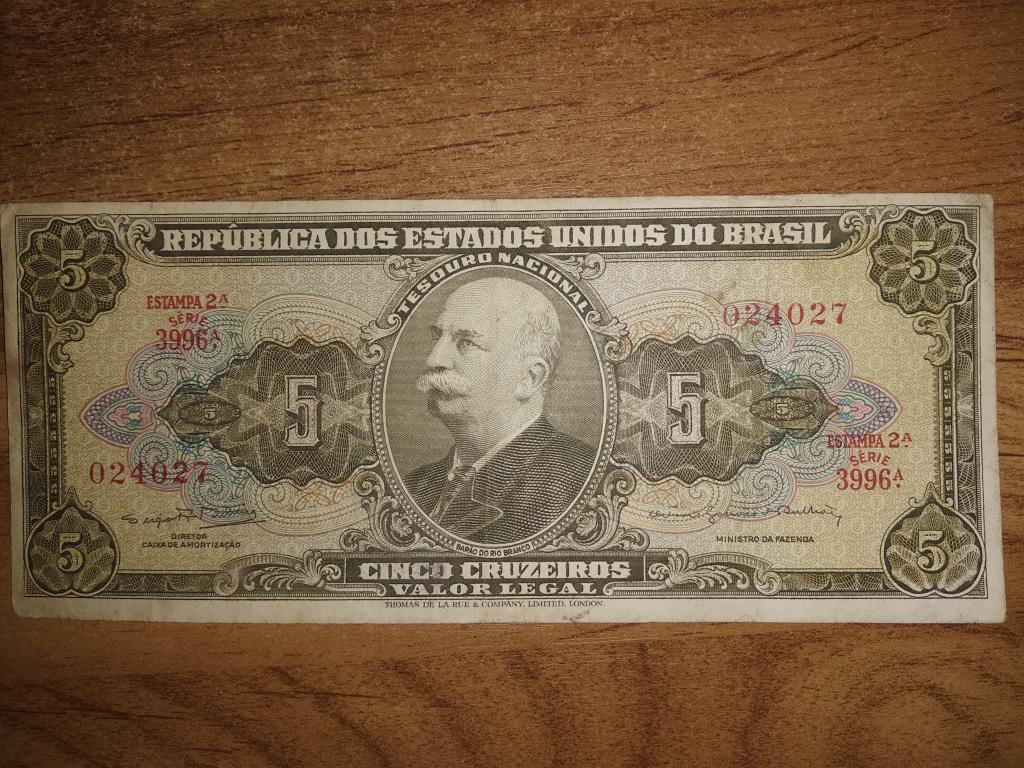 5
REPÚBLICA DOS ESTADOS UNIDOS DO BRASIL
5
TESOURO NACIONAL
ESTAMPA 2ᴬ
SÉRIE
3996ᴬ
024027
5
5
5
5
024027
ESTAMPA 2ᴬ
SÉRIE
3996ᴬ
DIRETOR
CAIXA DE AMORTIZAÇÃO
MINISTRO DA FAZENDA
BARÃO DO RIO BRANCO
5
CINCO CRUZEIROS
5
VALOR LEGAL
THOMAS DE LA RUE & COMPANY, LIMITED, LONDON.